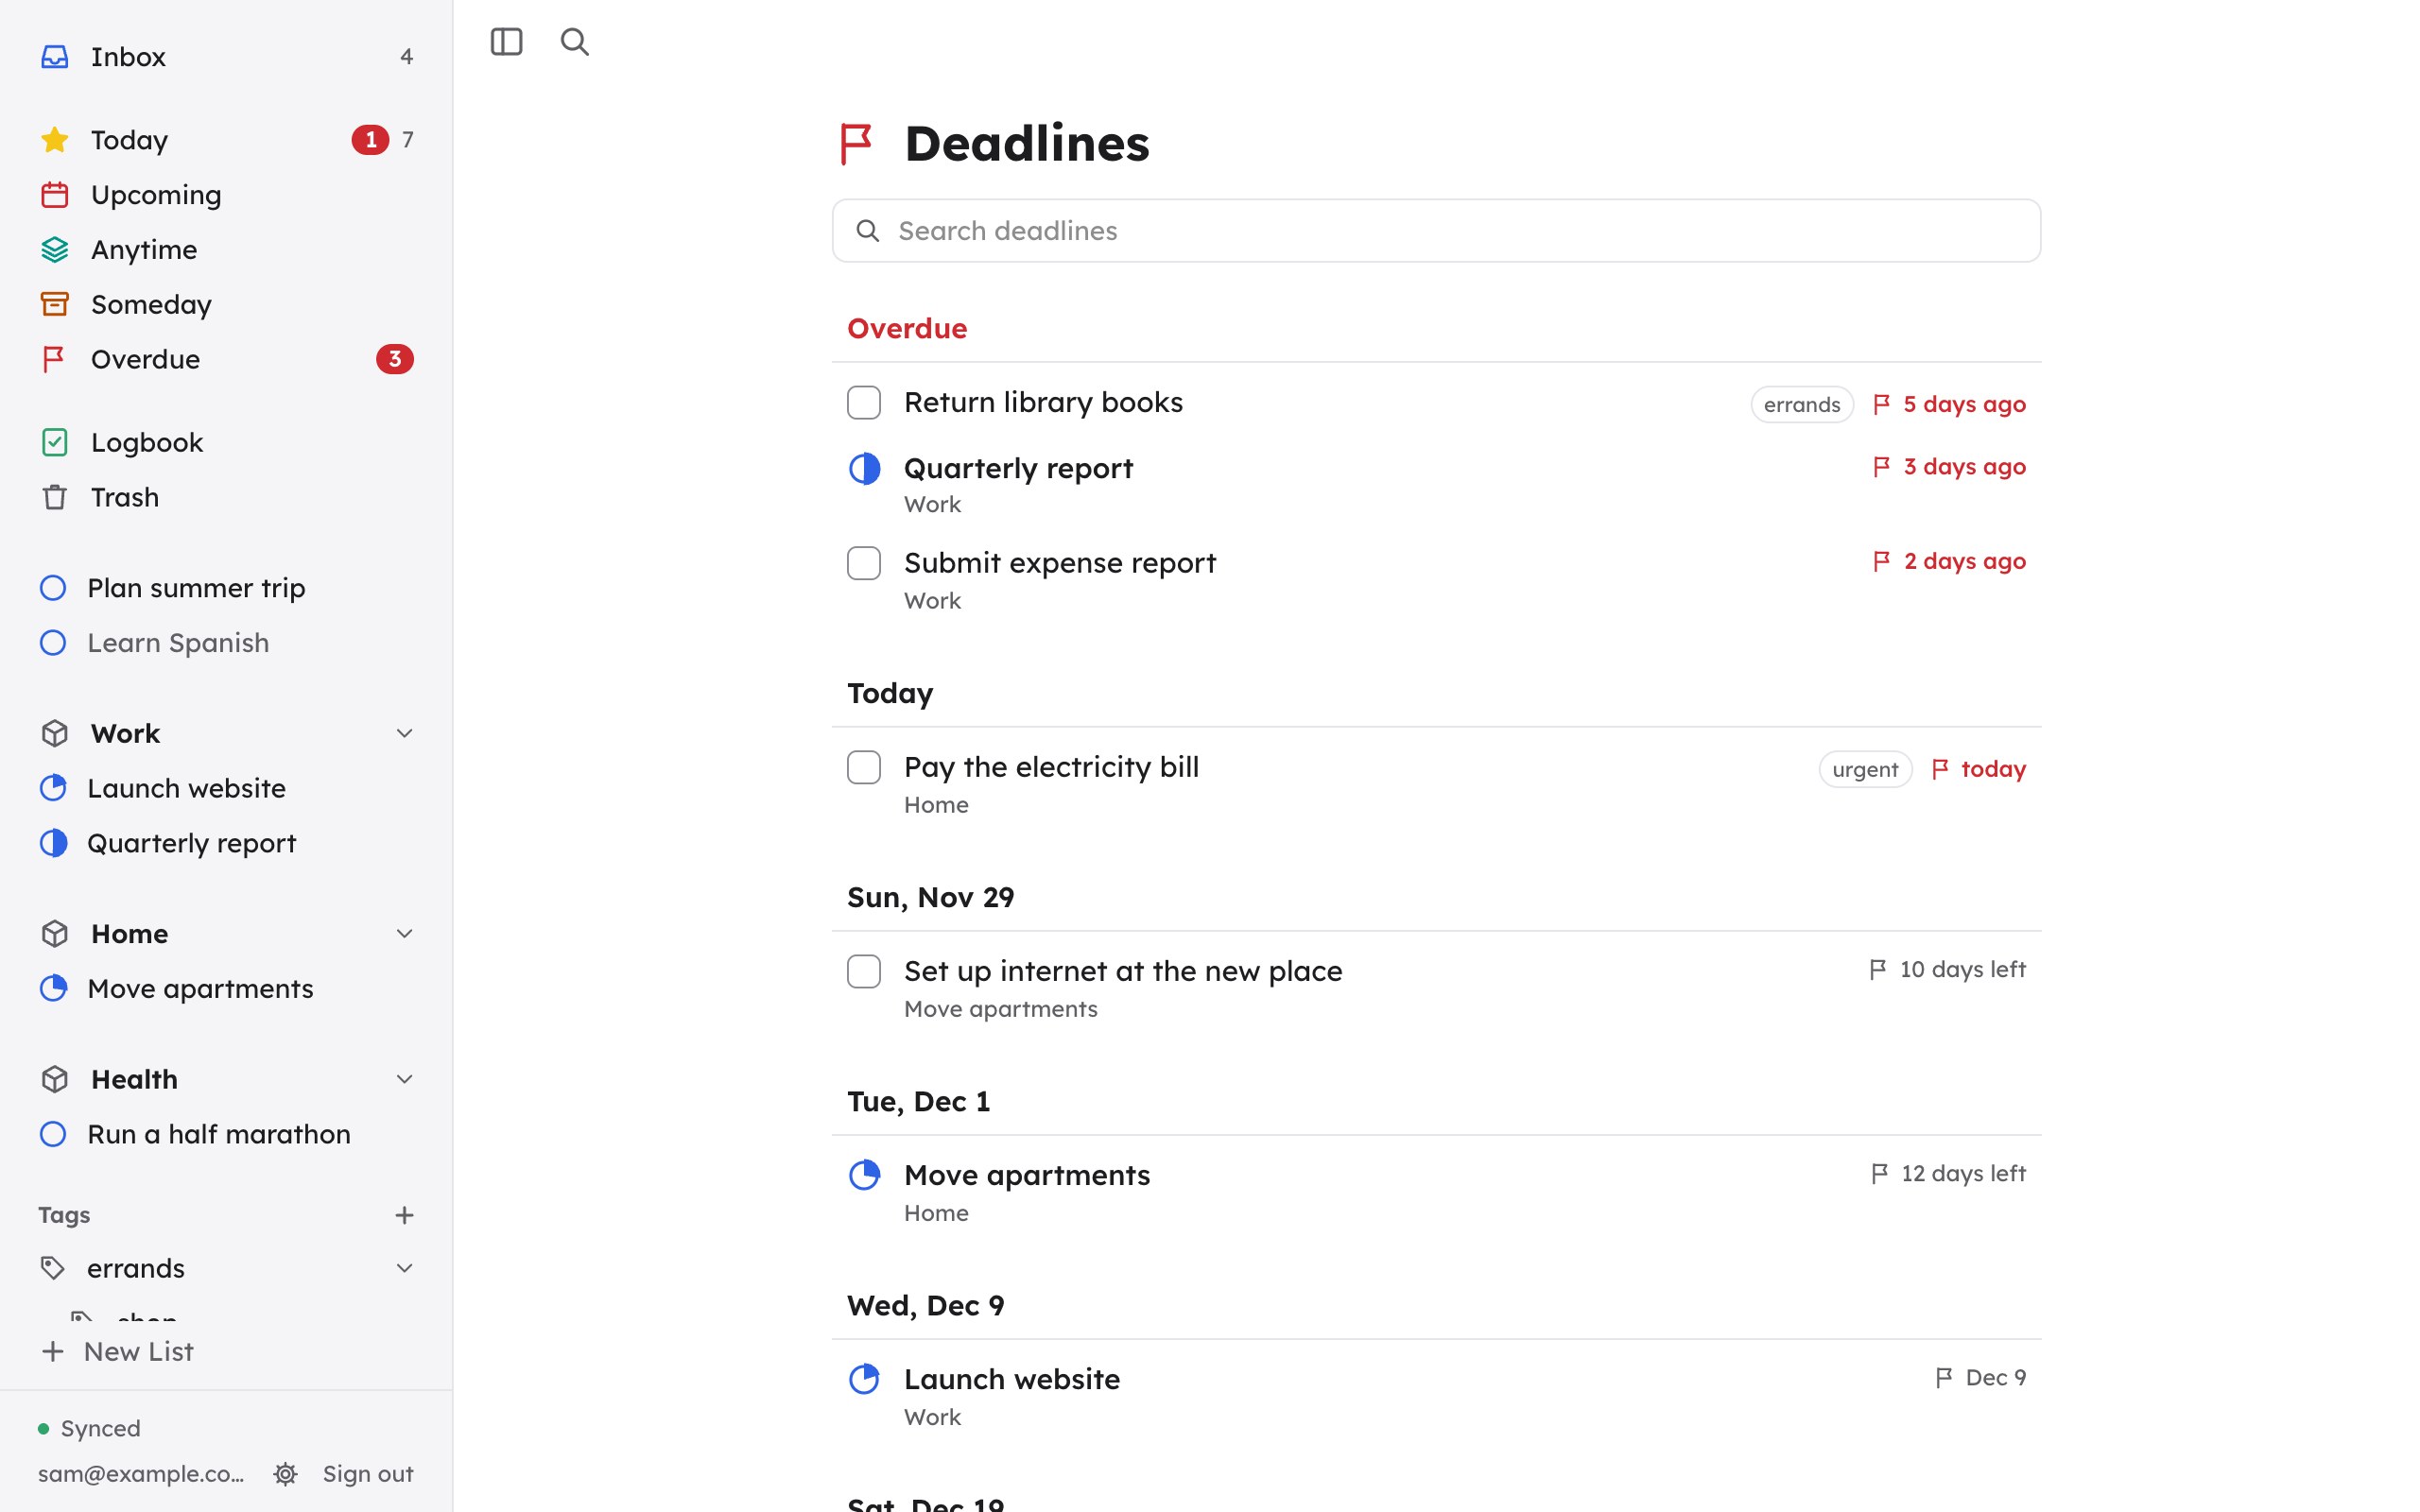 Inbox 4
Today 1 7
Upcoming
Anytime
Someday
Overdue 3
Logbook
Trash
Plan summer trip
Learn Spanish
Work
Launch website
Quarterly report
Home
Move apartments
Health
Run a half marathon
Tags
errands
shop
New List
Synced
sam@example.co...
Sign out
Deadlines
Search deadlines
Overdue
Return library books errands 5 days ago
Quarterly report 3 days ago
Work
Submit expense report 2 days ago
Work
Today
Pay the electricity bill urgent today
Home
Sun, Nov 29
Set up internet at the new place 10 days left
Move apartments
Tue, Dec 1
Move apartments 12 days left
Home
Wed, Dec 9
Launch website Dec 9
Work
Sat, Dec 19